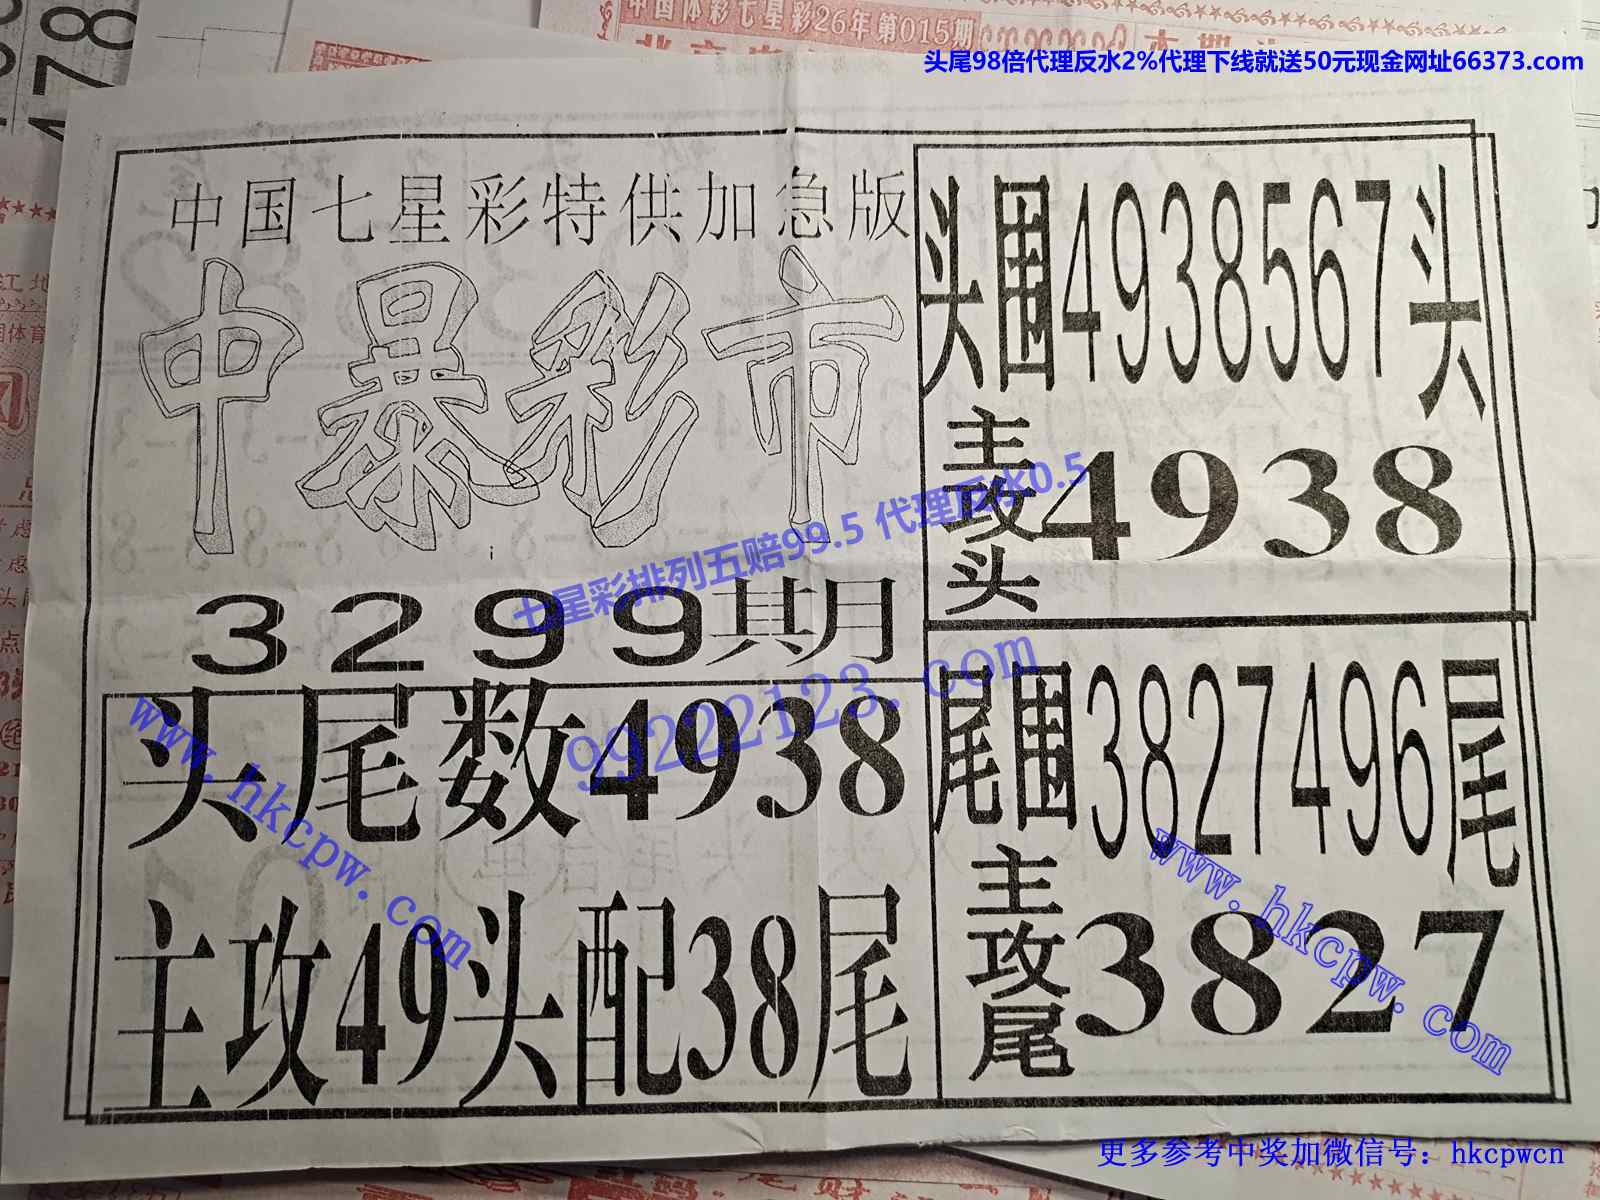 478
中国体彩七星彩26年第015期
头尾98倍代理反水2%代理下线就送50元现金网址66373.com
中国七星彩特供加急版
中暴彩市
3299期
头围4938567头
主攻头4938
七星彩排列五赔99.5 代理反水0.5
99222123.com
头尾数4938
主攻49头配38尾
www.hkcpw.com
尾围3827496尾
主攻尾3827
www.hkcpw.com
更多参考中奖加微信号：hkcpwcn